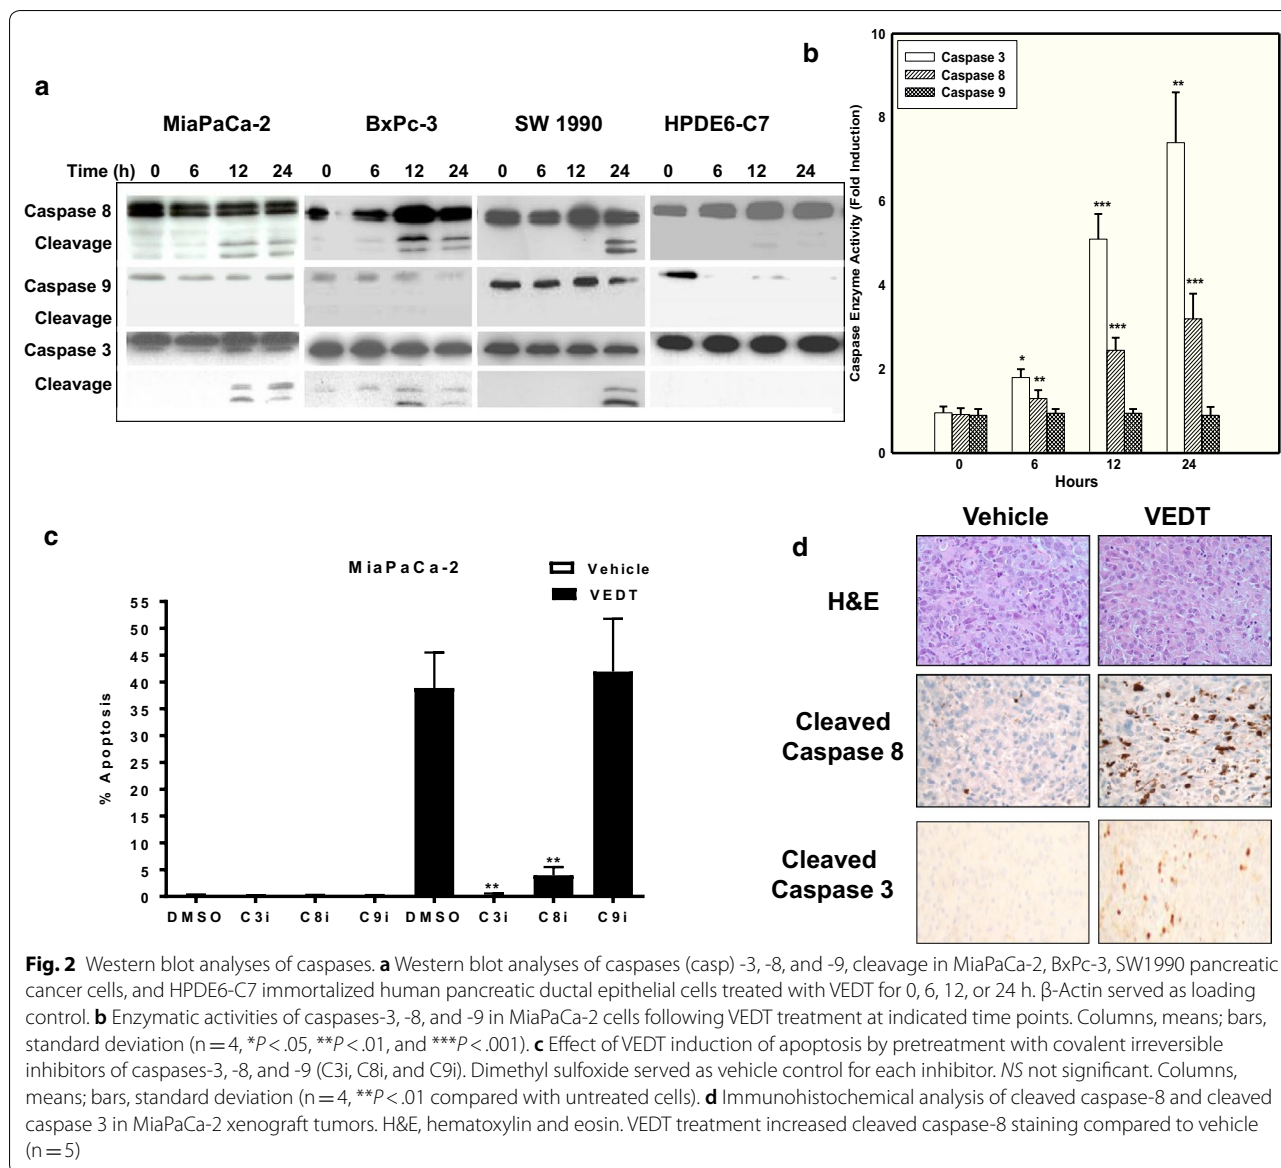 a
MiaPaCa-2 BxPc-3 SW 1990 HPDE6-C7
Time (h) 0 6 12 24 0 6 12 24 0 6 12 24 0 6 12 24
Caspase 8
Cleavage
Caspase 9
Cleavage
Caspase 3
Cleavage
b
Caspase 3
Caspase 8
Caspase 9
Caspase Enzyme Activity (Fold Induction)
10
8
6
4
2
0
* **
*** ***
** ***
0 6 12 24
Hours
c
MiaPaCa-2
Vehicle
VEDT
% Apoptosis
55
50
45
40
35
30
25
20
15
10
5
0
** **
DMSO C3i C8i C9i DMSO C3i C8i C9i
d
Vehicle VEDT
H&E
Cleaved
Caspase 8
Cleaved
Caspase 3
Fig. 2 Western blot analyses of caspases. a Western blot analyses of caspases (casp) -3, -8, and -9, cleavage in MiaPaCa-2, BxPc-3, SW1990 pancreatic
cancer cells, and HPDE6-C7 immortalized human pancreatic ductal epithelial cells treated with VEDT for 0, 6, 12, or 24 h. β-Actin served as loading
control. b Enzymatic activities of caspases-3, -8, and -9 in MiaPaCa-2 cells following VEDT treatment at indicated time points. Columns, means; bars,
standard deviation (n = 4, *P < .05, **P < .01, and ***P < .001). c Effect of VEDT induction of apoptosis by pretreatment with covalent irreversible
inhibitors of caspases-3, -8, and -9 (C3i, C8i, and C9i). Dimethyl sulfoxide served as vehicle control for each inhibitor. NS not significant. Columns,
means; bars, standard deviation (n = 4, **P < .01 compared with untreated cells). d Immunohistochemical analysis of cleaved caspase-8 and cleaved
caspase 3 in MiaPaCa-2 xenograft tumors. H&E, hematoxylin and eosin. VEDT treatment increased cleaved caspase-8 staining compared to vehicle
(n = 5)